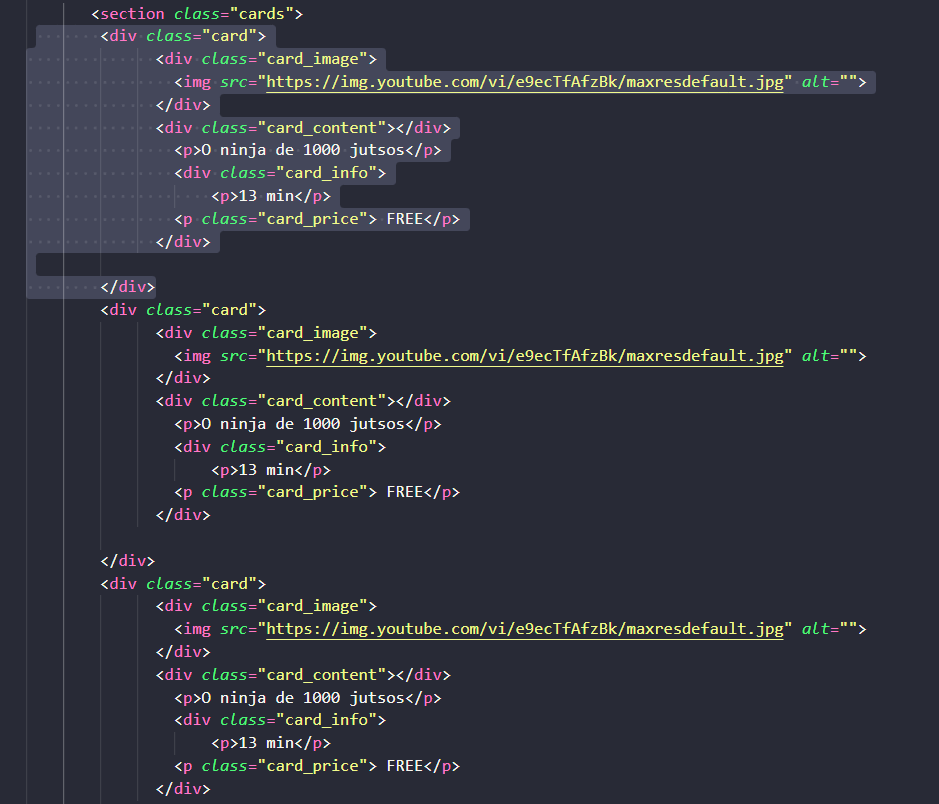 <section class="cards">
<div class="card">
<div class="card_image">
<img src="https://img.youtube.com/vi/e9ecTfAfzBk/maxresdefault.jpg" alt="">
</div>
<div class="card_content"></div>
<p>O ninja de 1000 jutsos</p>
<div class="card_info">
<p>13 min</p>
<p class="card_price"> FREE</p>
</div>
</div>
<div class="card">
<div class="card_image">
<img src="https://img.youtube.com/vi/e9ecTfAfzBk/maxresdefault.jpg" alt="">
</div>
<div class="card_content"></div>
<p>O ninja de 1000 jutsos</p>
<div class="card_info">
<p>13 min</p>
<p class="card_price"> FREE</p>
</div>
</div>
<div class="card">
<div class="card_image">
<img src="https://img.youtube.com/vi/e9ecTfAfzBk/maxresdefault.jpg" alt="">
</div>
<div class="card_content"></div>
<p>O ninja de 1000 jutsos</p>
<div class="card_info">
<p>13 min</p>
<p class="card_price"> FREE</p>
</div>